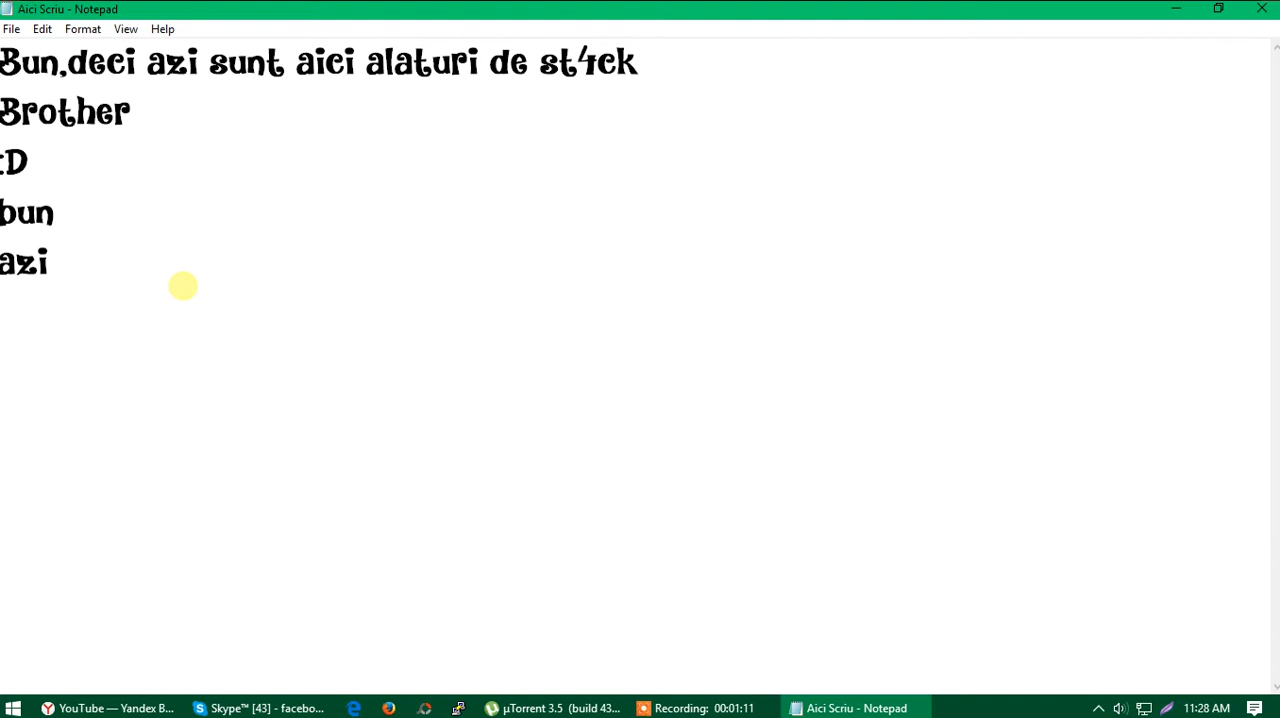 Aici Scriu - Notepad
File Edit Format View Help
Bun,deci azi sunt aici alaturi de st4ck
Brother
:D
bun
azi
YouTube — Yandex B... Skype™ [43] - facebo... µTorrent 3.5 (build 43... Recording: 00:01:11 Aici Scriu - Notepad 11:28 AM